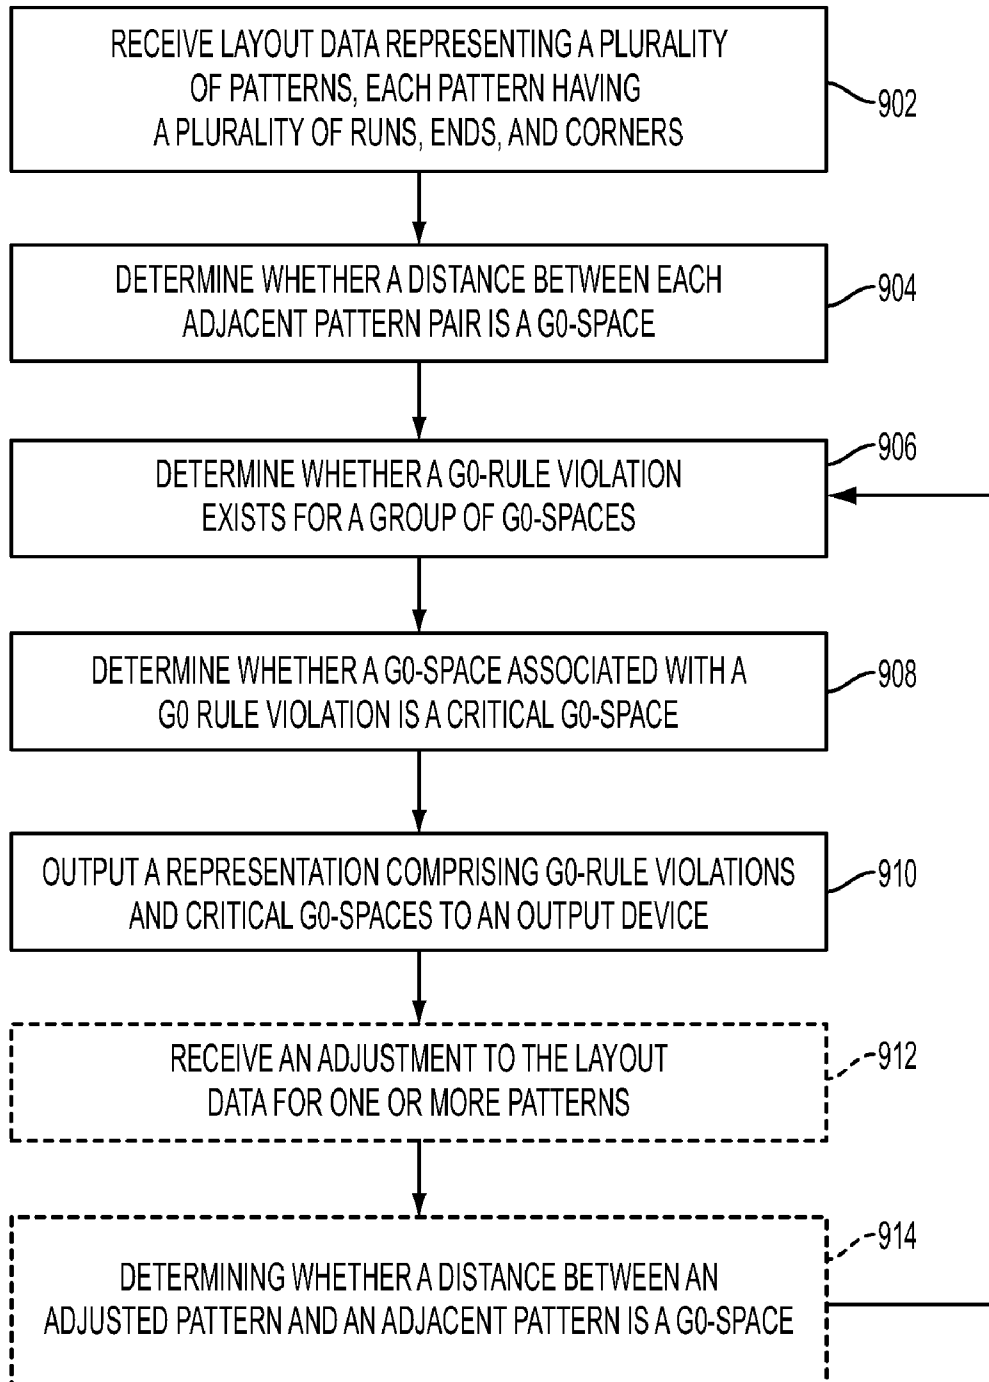 RECEIVE LAYOUT DATA REPRESENTING A PLURALITY
OF PATTERNS, EACH PATTERN HAVING
A PLURALITY OF RUNS, ENDS, AND CORNERS
902
DETERMINE WHETHER A DISTANCE BETWEEN EACH
ADJACENT PATTERN PAIR IS A G0-SPACE
904
DETERMINE WHETHER A G0-RULE VIOLATION
EXISTS FOR A GROUP OF G0-SPACES
906
DETERMINE WHETHER A G0-SPACE ASSOCIATED WITH A
G0 RULE VIOLATION IS A CRITICAL G0-SPACE
908
OUTPUT A REPRESENTATION COMPRISING G0-RULE VIOLATIONS
AND CRITICAL G0-SPACES TO AN OUTPUT DEVICE
910
RECEIVE AN ADJUSTMENT TO THE LAYOUT
DATA FOR ONE OR MORE PATTERNS
912
DETERMINING WHETHER A DISTANCE BETWEEN AN
ADJUSTED PATTERN AND AN ADJACENT PATTERN IS A G0-SPACE
914